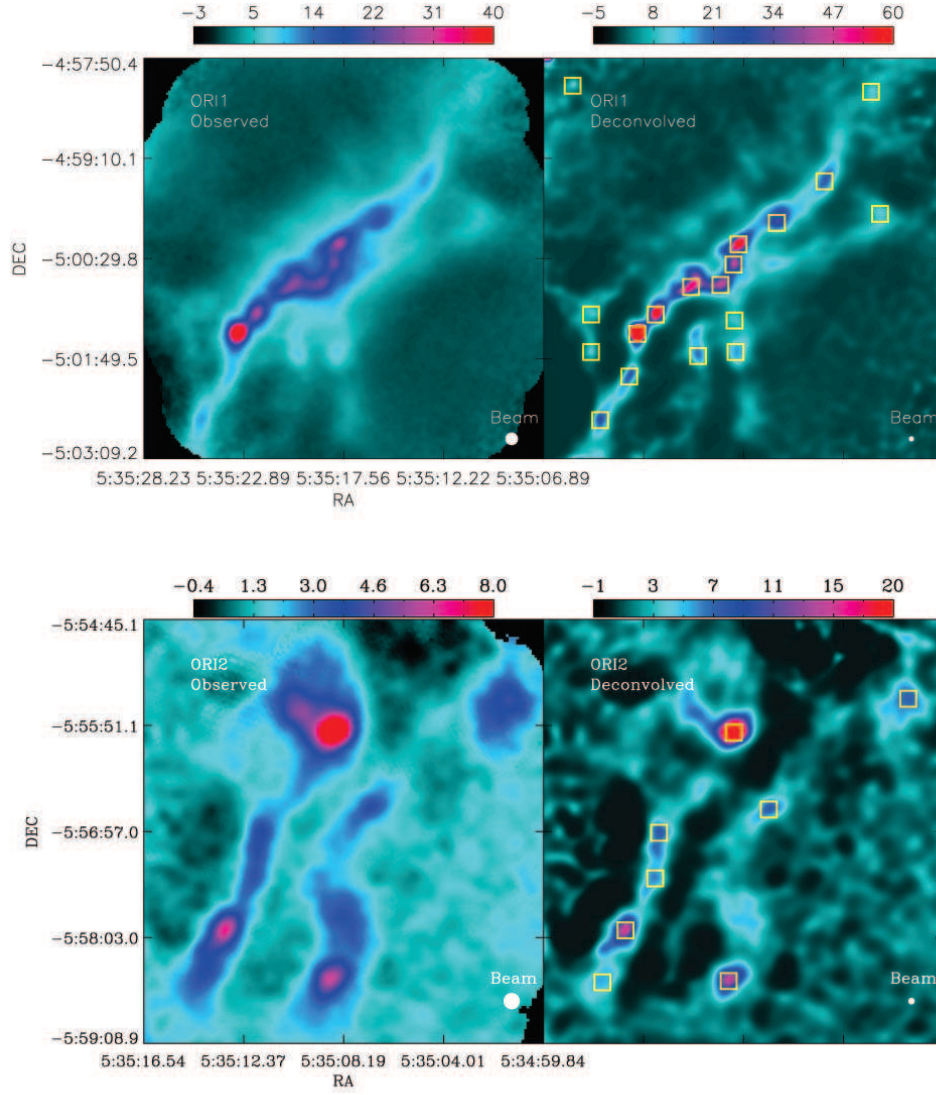 −3 5 14 22 31 40
−5 8 21 34 47 60
−4:57:50.4
ORI1
Observed
ORI1
Deconvolved
−4:59:10.1
DEC
−5:00:29.8
−5:01:49.5
Beam
Beam
−5:03:09.2
5:35:28.23 5:35:22.89 5:35:17.56 5:35:12.22 5:35:06.89
RA
−0.4 1.3 3.0 4.6 6.3 8.0
−1 3 7 11 15 20
−5:54:45.1
ORI2
Observed
ORI2
Deconvolved
−5:55:51.1
DEC
−5:56:57.0
−5:58:03.0
Beam
Beam
−5:59:08.9
5:35:16.54 5:35:12.37 5:35:08.19 5:35:04.01 5:34:59.84
RA